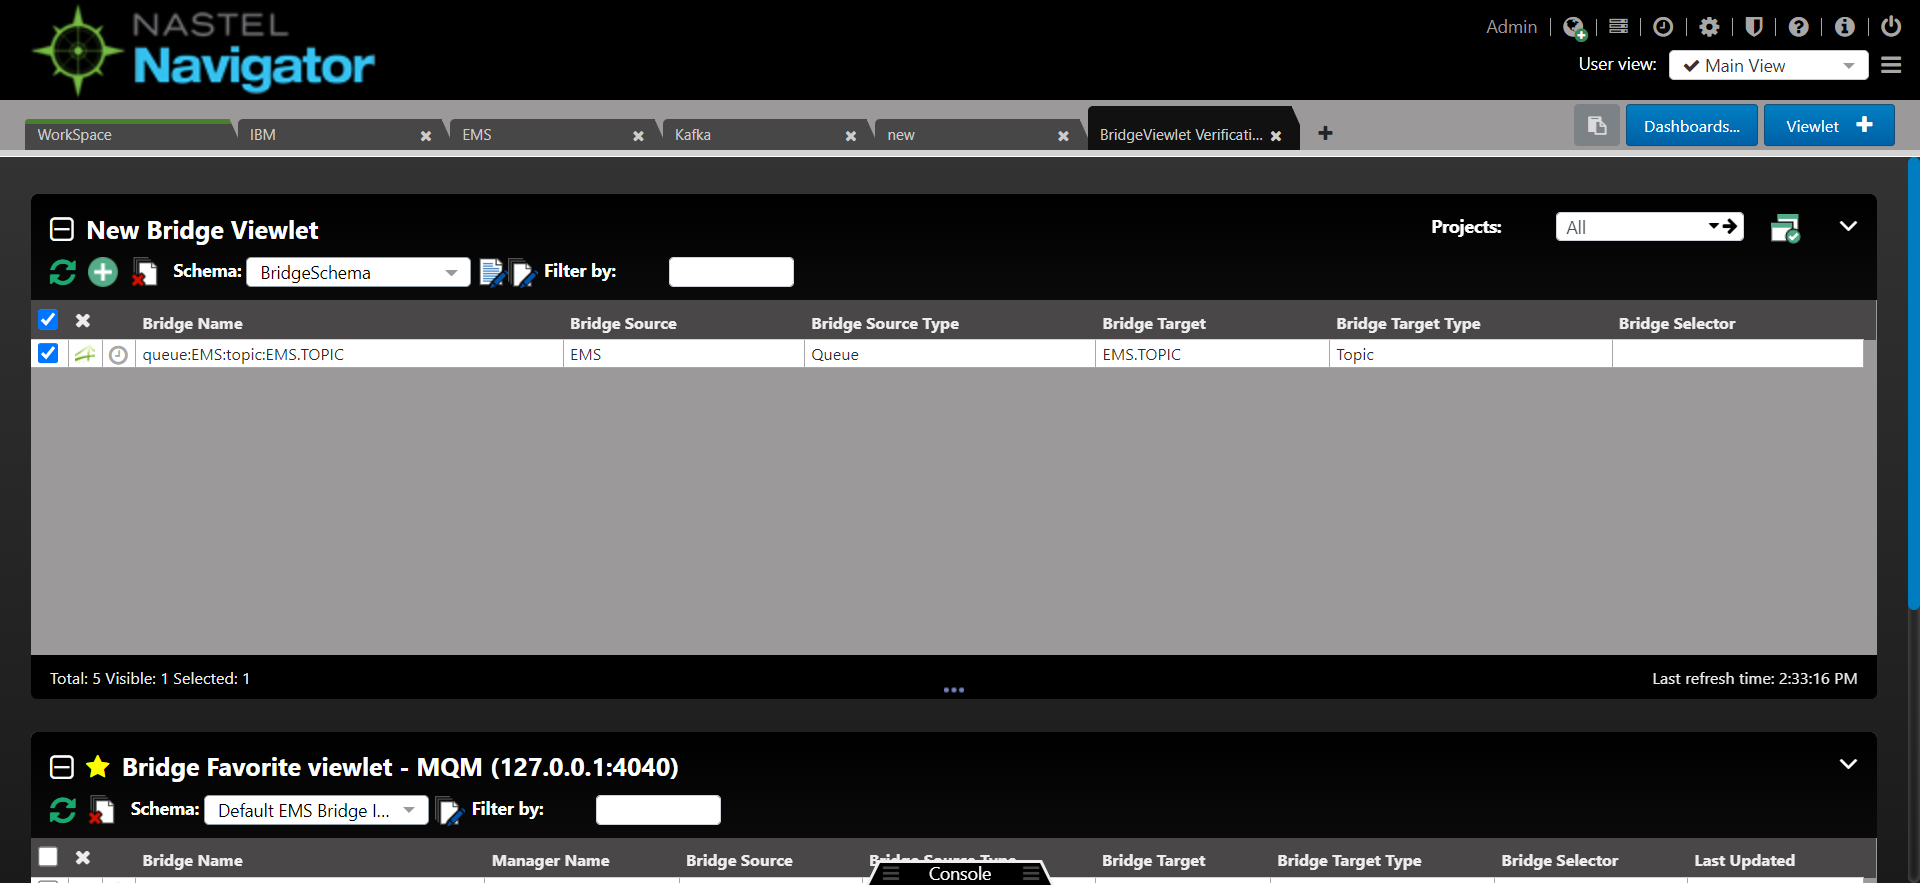 NASTEL
Navigator
Admin
User view: Main View
WorkSpace IBM EMS Kafka new BridgeViewlet Verificati...
Dashboards... Viewlet
New Bridge Viewlet
Projects: All
Schema: BridgeSchema Filter by:
Bridge Name Bridge Source Bridge Source Type Bridge Target Bridge Target Type Bridge Selector
queue:EMS:topic:EMS.TOPIC EMS Queue EMS.TOPIC Topic
Total: 5 Visible: 1 Selected: 1 Last refresh time: 2:33:16 PM
Bridge Favorite viewlet - MQM (127.0.0.1:4040)
Schema: Default EMS Bridge I... Filter by:
Bridge Name Manager Name Bridge Source Bridge Source Type Bridge Target Bridge Target Type Bridge Selector Last Updated
Console